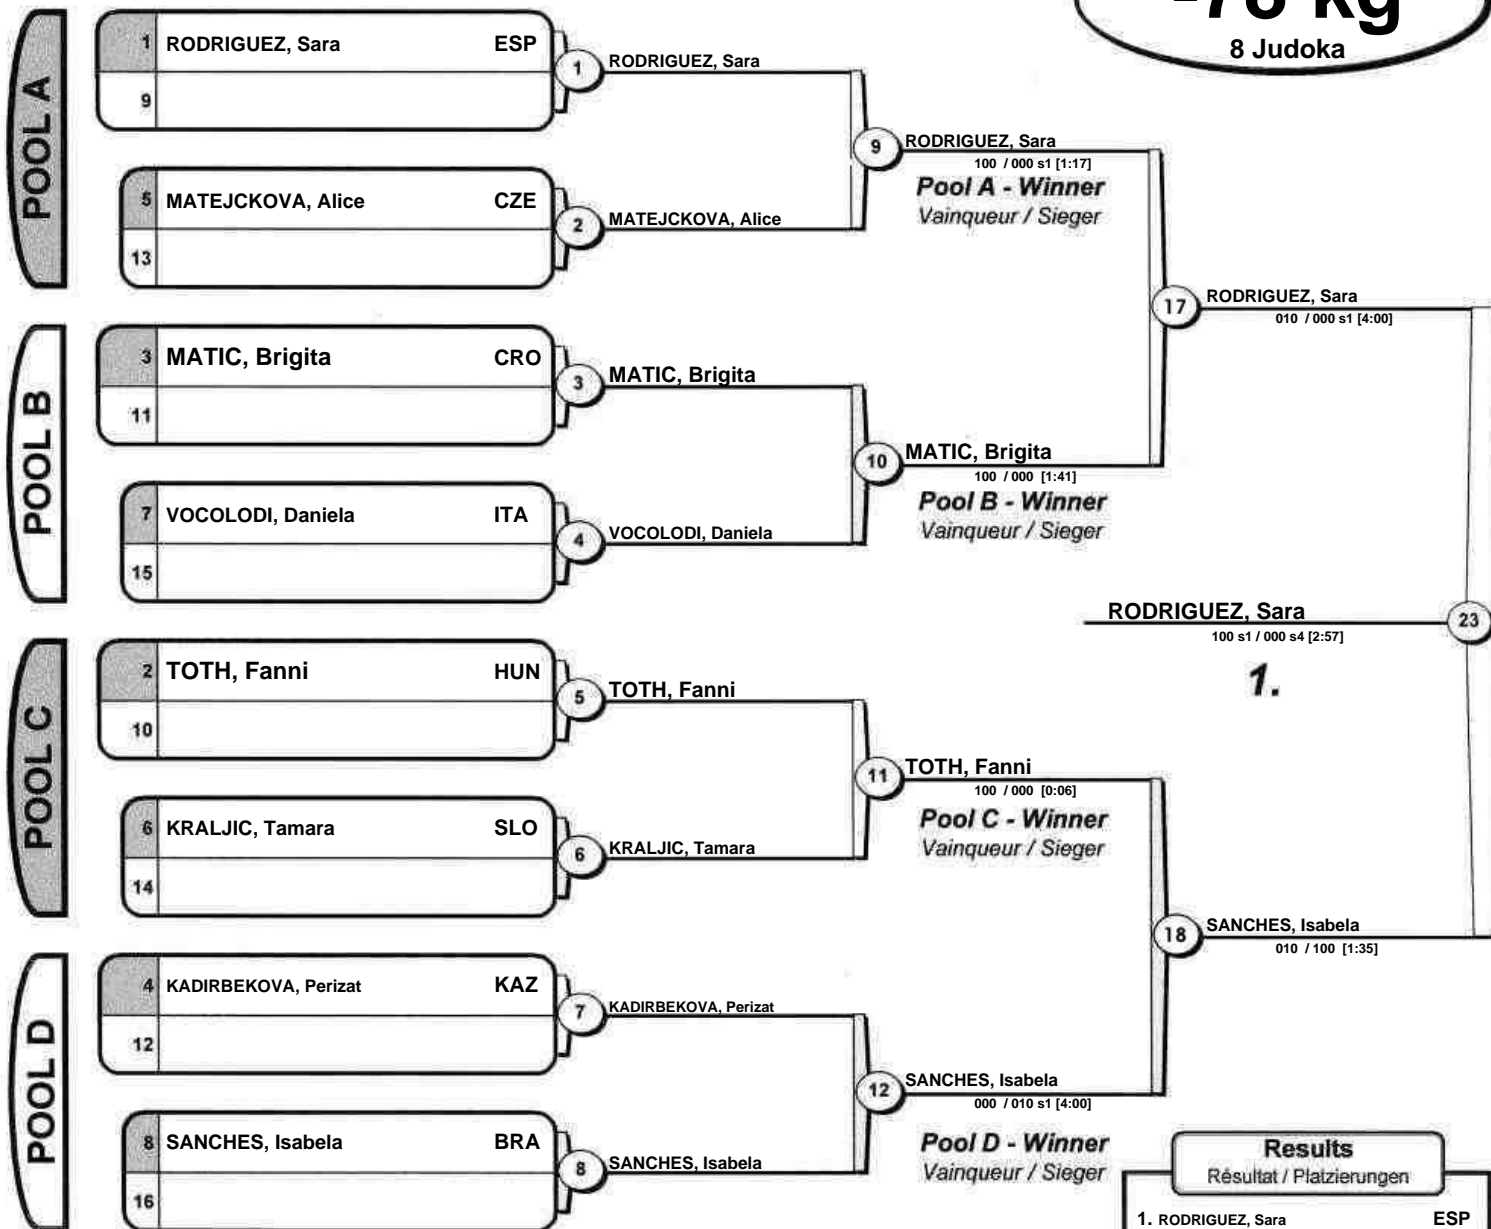 -78 kg
8 Judoka
POOL A
1 RODRIGUEZ, Sara ESP
9
1 RODRIGUEZ, Sara
5 MATEJCKOVA, Alice CZE
13
2 MATEJCKOVA, Alice
9 RODRIGUEZ, Sara
100 / 000 s1 [1:17]
Pool A - Winner
Vainqueur / Sieger
POOL B
3 MATIC, Brigita CRO
11
3 MATIC, Brigita
7 VOCOLODI, Daniela ITA
15
4 VOCOLODI, Daniela
10 MATIC, Brigita
100 / 000 [1:41]
Pool B - Winner
Vainqueur / Sieger
17 RODRIGUEZ, Sara
010 / 000 s1 [4:00]
RODRIGUEZ, Sara 23
100 s1 / 000 s4 [2:57]
1.
POOL C
2 TOTH, Fanni HUN
10
5 TOTH, Fanni
6 KRALJIC, Tamara SLO
14
6 KRALJIC, Tamara
11 TOTH, Fanni
100 / 000 [0:06]
Pool C - Winner
Vainqueur / Sieger
18 SANCHES, Isabela
010 / 100 [1:35]
POOL D
4 KADIRBEKOVA, Perizat KAZ
12
7 KADIRBEKOVA, Perizat
8 SANCHES, Isabela BRA
16
8 SANCHES, Isabela
12 SANCHES, Isabela
000 / 010 s1 [4:00]
Pool D - Winner
Vainqueur / Sieger
Results
Résultat / Platzierungen
1. RODRIGUEZ, Sara ESP